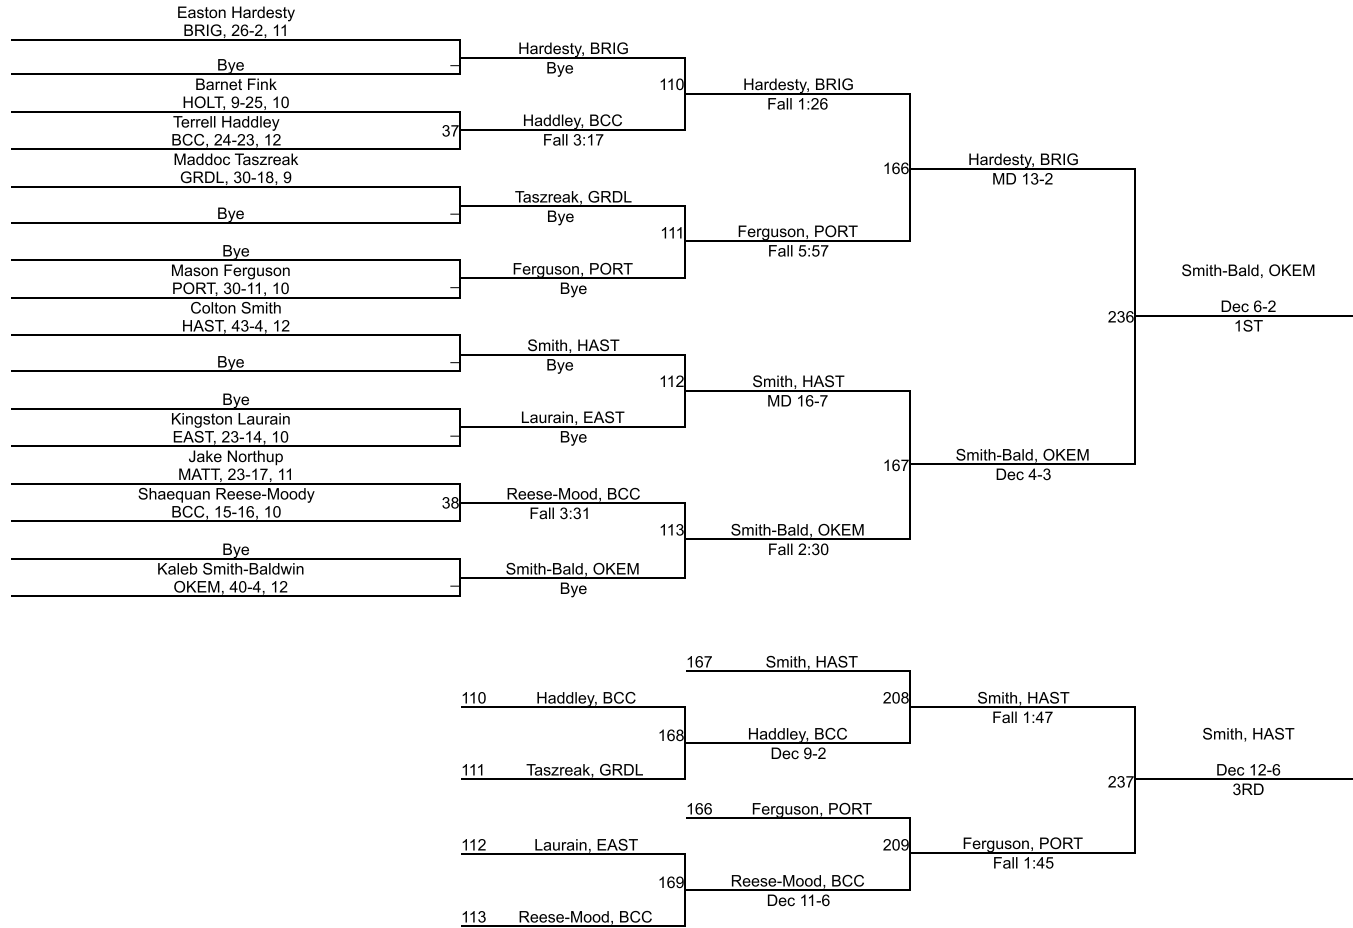 Easton Hardesty
BRIG, 26-2, 11
Bye
Barnet Fink
HOLT, 9-25, 10
Terrell Haddley
BCC, 24-23, 12
Maddoc Taszreak
GRDL, 30-18, 9
Bye
Bye
Mason Ferguson
PORT, 30-11, 10
Colton Smith
HAST, 43-4, 12
Bye
Bye
Kingston Laurain
EAST, 23-14, 10
Jake Northup
MATT, 23-17, 11
Shaequan Reese-Moody
BCC, 15-16, 10
Bye
Kaleb Smith-Baldwin
OKEM, 40-4, 12
37
38
Hardesty, BRIG
Bye
Haddley, BCC
Fall 3:17
Taszreak, GRDL
Bye
Ferguson, PORT
Bye
Smith, HAST
Bye
Laurain, EAST
Bye
Reese-Mood, BCC
Fall 3:31
Smith-Bald, OKEM
Bye
110
111
112
113
Hardesty, BRIG
Fall 1:26
Ferguson, PORT
Fall 5:57
Smith, HAST
MD 16-7
Smith-Bald, OKEM
Fall 2:30
166
167
Hardesty, BRIG
MD 13-2
Smith-Bald, OKEM
Dec 4-3
236
Smith-Bald, OKEM
Dec 6-2
1ST
110 Haddley, BCC
111 Taszreak, GRDL
112 Laurain, EAST
113 Reese-Mood, BCC
168
169
167 Smith, HAST
Haddley, BCC
Dec 9-2
166 Ferguson, PORT
Reese-Mood, BCC
Dec 11-6
208
209
Smith, HAST
Fall 1:47
Ferguson, PORT
Fall 1:45
237
Smith, HAST
Dec 12-6
3RD